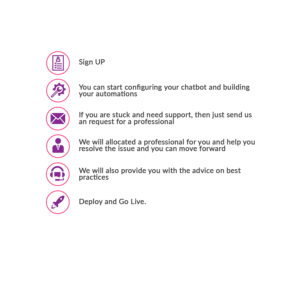 Sign UP
You can start configuring your chatbot and building
your automations
If you are stuck and need support, then just send us
an request for a professional
We will allocated a professional for you and help you
resolve the issue and you can move forward
We will also provide you with the advice on best
practices
Deploy and Go Live.